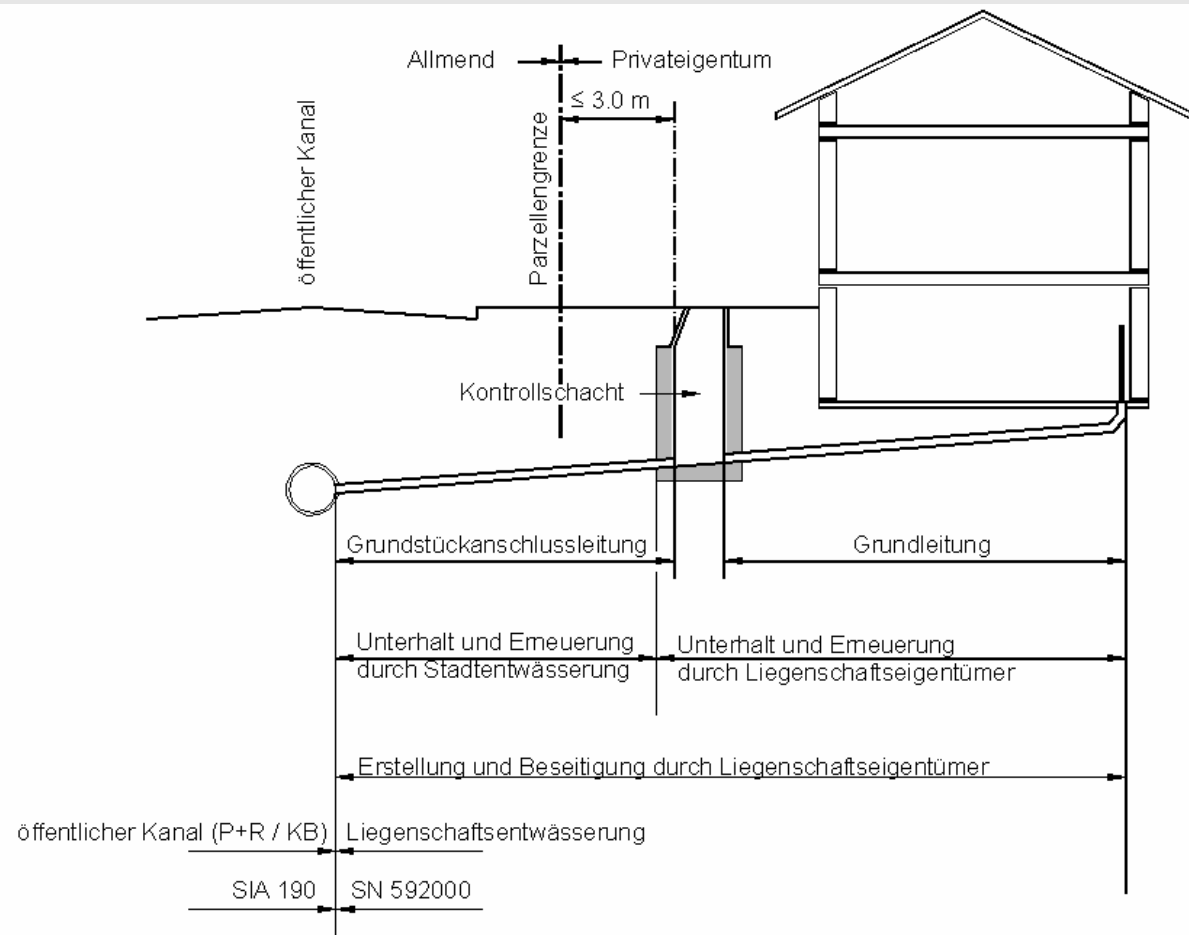 Allmend
Privateigentum
≤ 3.0 m
öffentlicher Kanal
Parzellengrenze
Kontrollschacht
Grundstückanschlussleitung
Grundleitung
Unterhalt und Erneuerung
durch Stadtentwässerung
Unterhalt und Erneuerung
durch Liegenschaftseigentümer
Erstellung und Beseitigung durch Liegenschaftseigentümer
öffentlicher Kanal (P+R / KB)
Liegenschaftsentwässerung
SIA 190
SN 592000